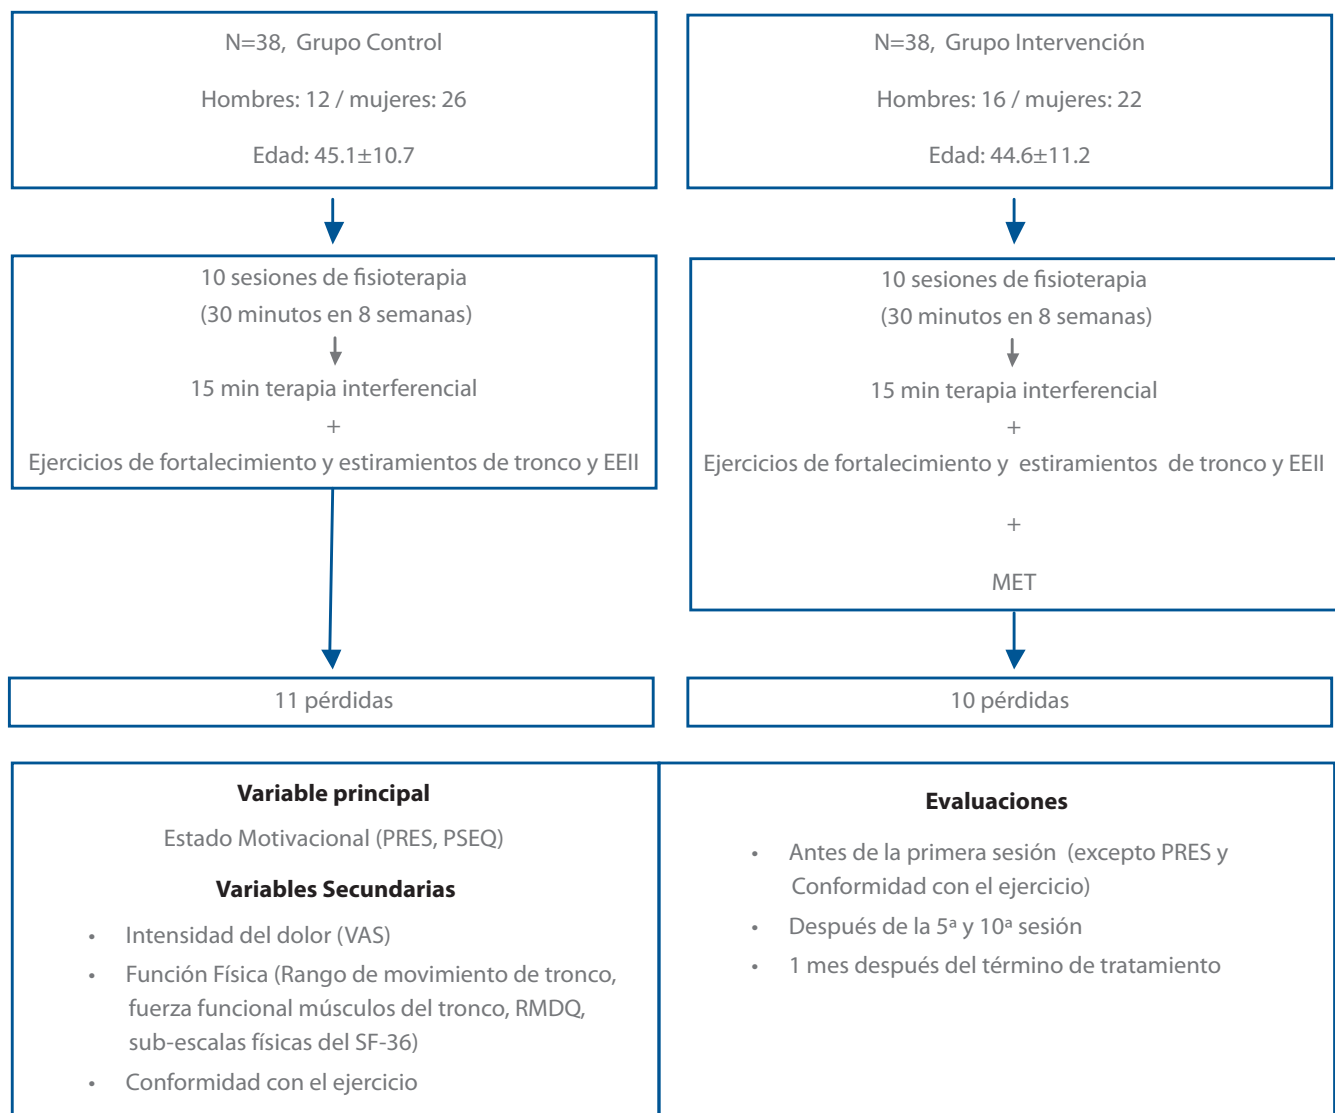 N=38, Grupo Control
Hombres: 12 / mujeres: 26
Edad: 45.1±10.7
N=38, Grupo Intervención
Hombres: 16 / mujeres: 22
Edad: 44.6±11.2
10 sesiones de fisioterapia
(30 minutos en 8 semanas)
15 min terapia interferencial
+
Ejercicios de fortalecimiento y estiramientos de tronco y EEII
10 sesiones de fisioterapia
(30 minutos en 8 semanas)
15 min terapia interferencial
+
Ejercicios de fortalecimiento y estiramientos de tronco y EEII
+
MET
11 pérdidas
10 pérdidas
Variable principal
Estado Motivacional (PRES, PSEQ)
Variables Secundarias
• Intensidad del dolor (VAS)
• Función Física (Rango de movimiento de tronco,
fuerza funcional músculos del tronco, RMDQ,
sub-escalas físicas del SF-36)
• Conformidad con el ejercicio
Evaluaciones
• Antes de la primera sesión (excepto PRES y
Conformidad con el ejercicio)
• Después de la 5ª y 10ª sesión
• 1 mes después del término de tratamiento